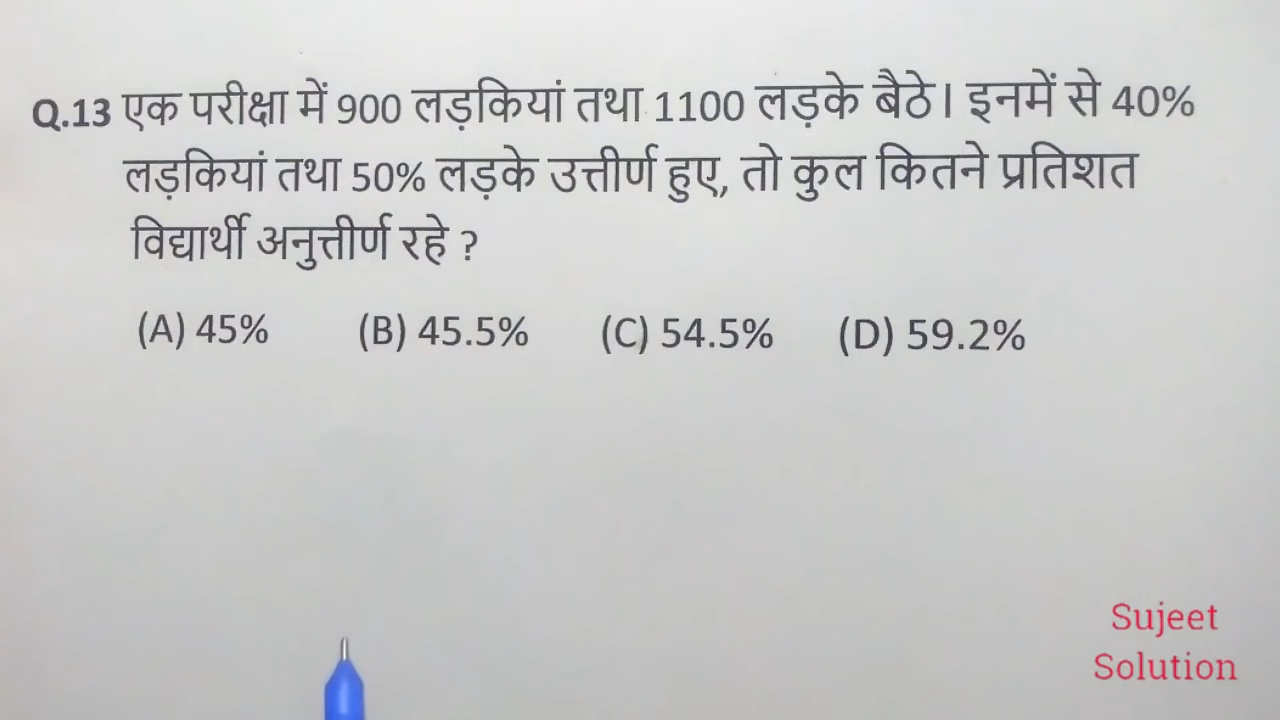 Q.13 एक परीक्षा में 900 लड़कियां तथा 1100 लड़के बैठे। इनमें से 40%
लड़कियां तथा 50% लड़के उत्तीर्ण हुए, तो कुल कितने प्रतिशत
विद्यार्थी अनुत्तीर्ण रहे ?
(A) 45% (B) 45.5% (C) 54.5% (D) 59.2%
Sujeet
Solution